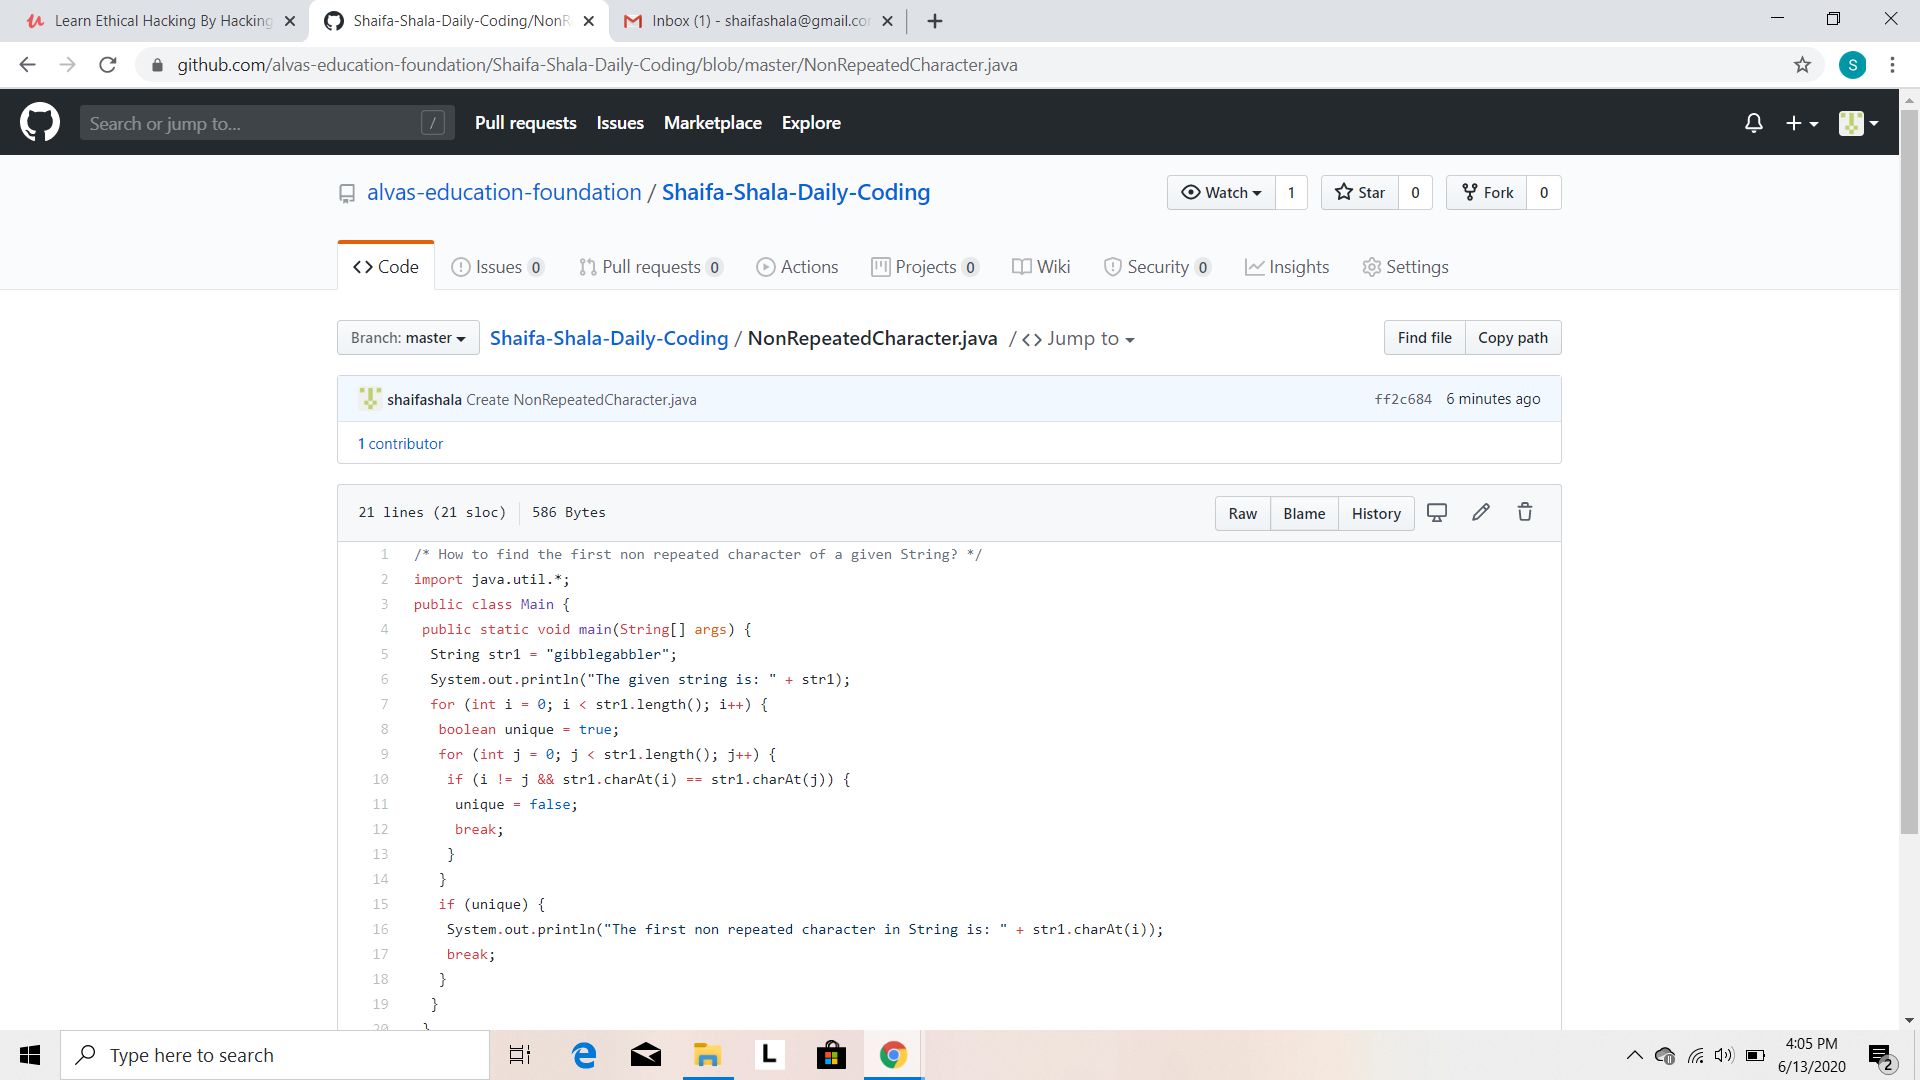 Learn Ethical Hacking By Hacking
Shaifa-Shala-Daily-Coding/NonR
Inbox (1) - shaifashala@gmail.co
github.com/alvas-education-foundation/Shaifa-Shala-Daily-Coding/blob/master/NonRepeatedCharacter.java
S
Search or jump to...
/
Pull requests Issues Marketplace Explore
alvas-education-foundation / Shaifa-Shala-Daily-Coding
Watch 1 Star 0 Fork 0
Code Issues 0 Pull requests 0 Actions Projects 0 Wiki Security 0 Insights Settings
Branch: master Shaifa-Shala-Daily-Coding / NonRepeatedCharacter.java / <> Jump to Find file Copy path
shaifashala Create NonRepeatedCharacter.java ff2c684 6 minutes ago
1 contributor
21 lines (21 sloc) 586 Bytes Raw Blame History
1 /* How to find the first non repeated character of a given String? */
2 import java.util.*;
3 public class Main {
4 public static void main(String[] args) {
5 String str1 = "gibblegabbler";
6 System.out.println("The given string is: " + str1);
7 for (int i = 0; i < str1.length(); i++) {
8 boolean unique = true;
9 for (int j = 0; j < str1.length(); j++) {
10 if (i != j && str1.charAt(i) == str1.charAt(j)) {
11 unique = false;
12 break;
13 }
14 }
15 if (unique) {
16 System.out.println("The first non repeated character in String is: " + str1.charAt(i));
17 break;
18 }
19 }
20 }
Type here to search
L
4:05 PM
6/13/2020
2